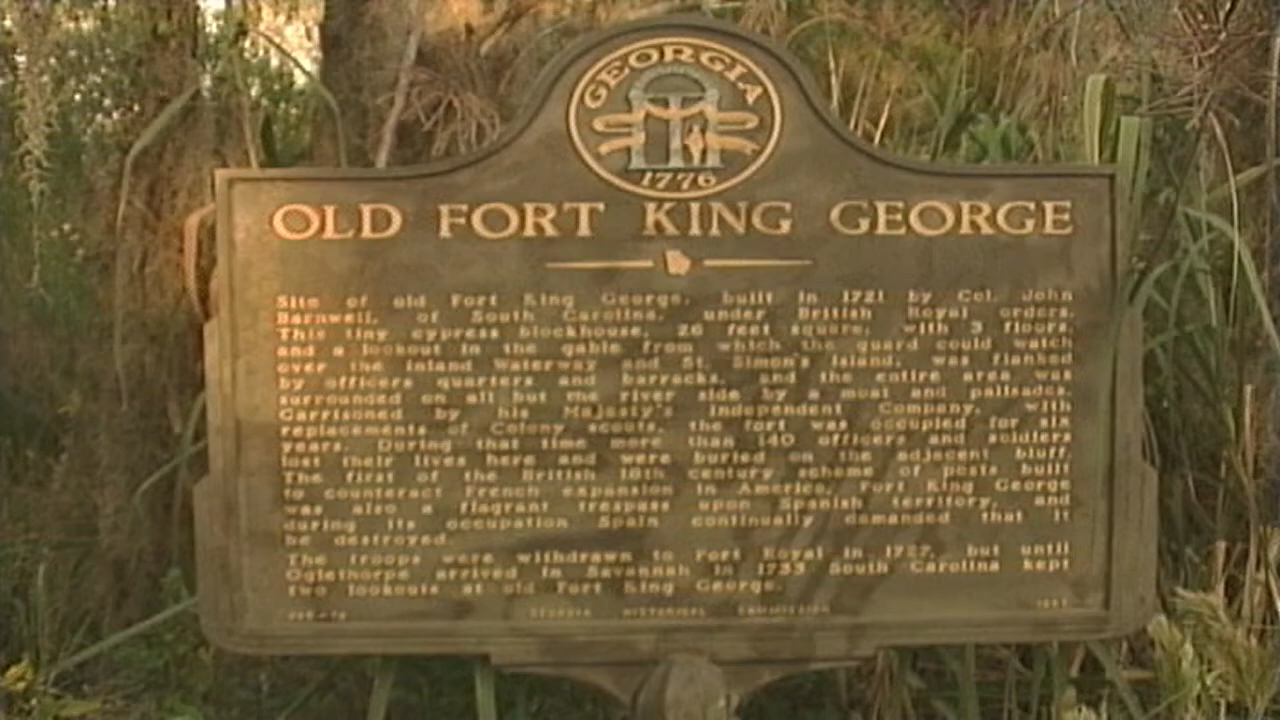 GEORGIA
1776
OLD FORT KING GEORGE
Site of old Fort King George, built in 1721 by Col. John
Barnwell, of South Carolina, under British Royal orders.
This tiny cypress blockhouse, 26 feet square, with 3 floors,
and a lookout in the gable from which the guard could watch
over the Inland Waterway and St. Simon's Island, was flanked
by officers quarters and barracks, and the entire area was
surrounded on all but the river side by a moat and palisades.
Garrisoned by his Majesty's Independent Company, with
replacements of Colony scouts, the fort was occupied for six
years. During that time more than 140 officers and soldiers
lost their lives here and were buried on the adjacent bluff.
The first of the British 18th century scheme of posts built
to counteract French expansion in America, Fort King George
was also a flagrant trespass upon Spanish territory, and
during its occupation Spain continually demanded that it
be destroyed.
The troops were withdrawn to Port Royal in 1727, but until
Oglethorpe arrived in Savannah in 1733 South Carolina kept
two lookouts at old Fort King George.
GEORGIA HISTORICAL COMMISSION